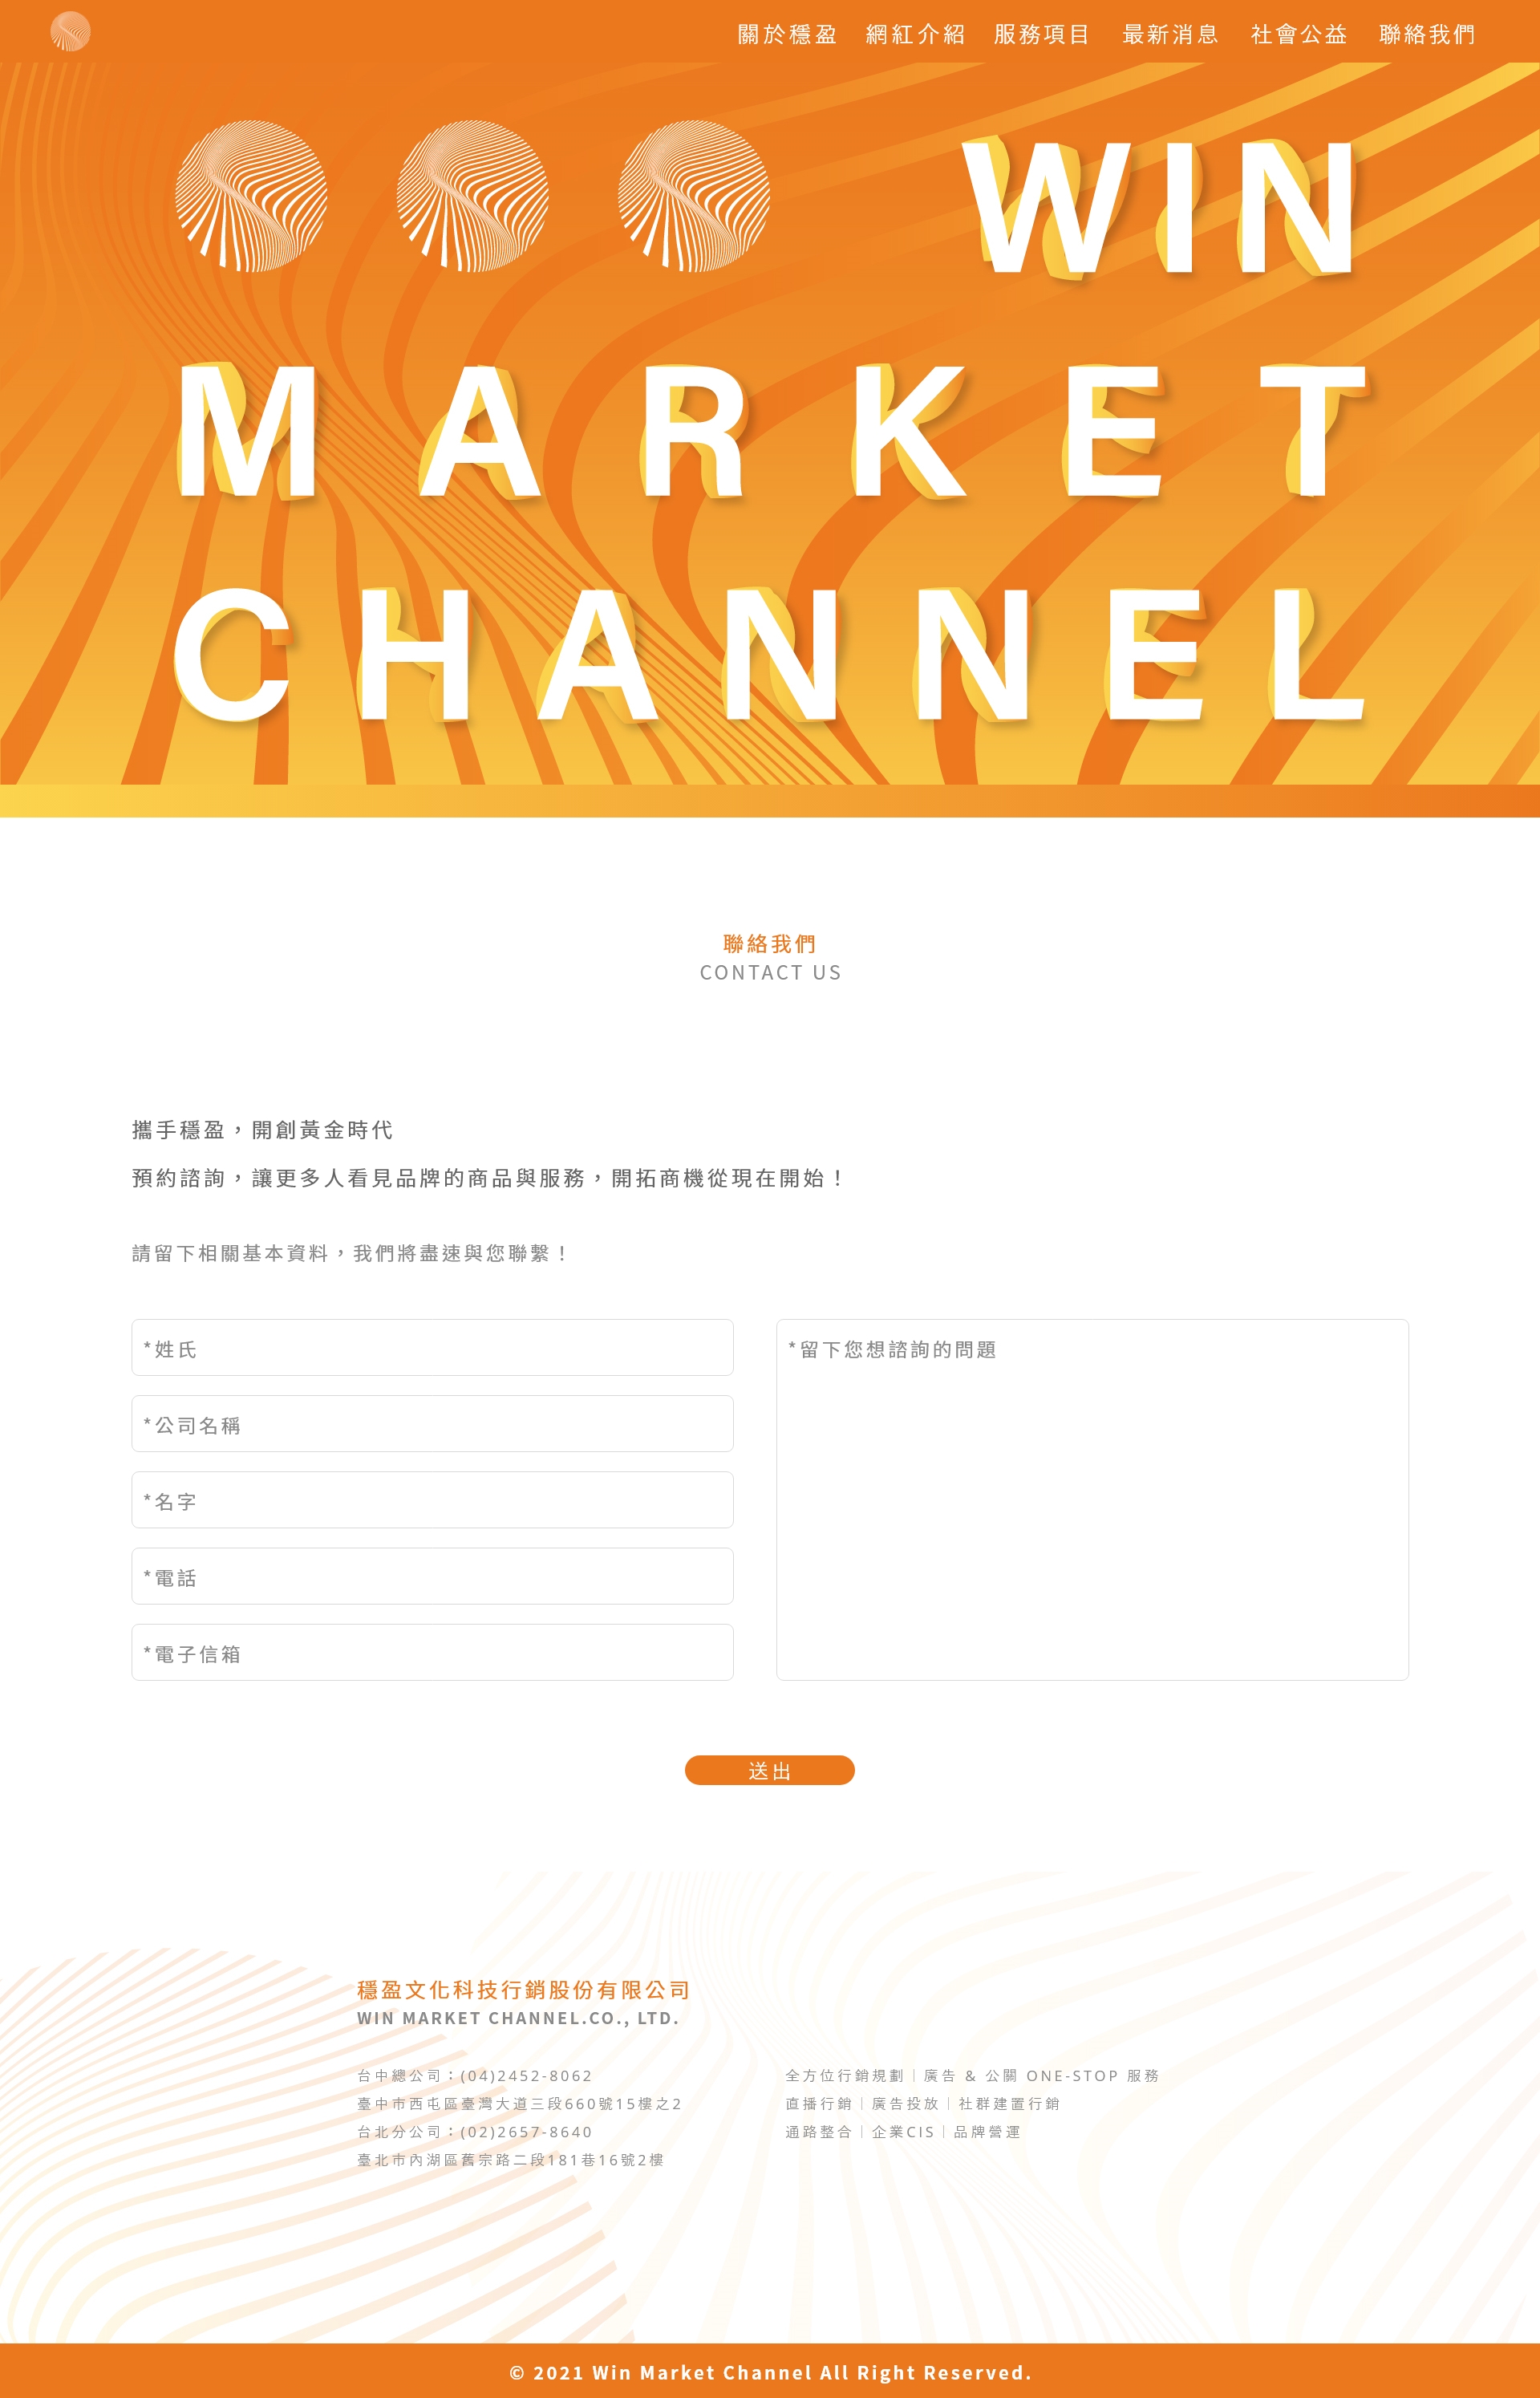 關於穩盈 網紅介紹 服務項目 最新消息 社會公益 聯絡我們
WIN
MARKET
CHANNEL
聯絡我們
CONTACT US
攜手穩盈，開創黃金時代
預約諮詢，讓更多人看見品牌的商品與服務，開拓商機從現在開始！
請留下相關基本資料，我們將盡速與您聯繫！
*姓氏
*公司名稱
*名字
*電話
*電子信箱
*留下您想諮詢的問題
送出
穩盈文化科技行銷股份有限公司
WIN MARKET CHANNEL.CO., LTD.
台中總公司：(04)2452-8062
臺中市西屯區臺灣大道三段660號15樓之2
台北分公司：(02)2657-8640
臺北市內湖區舊宗路二段181巷16號2樓
全方位行銷規劃｜廣告 & 公關 ONE-STOP 服務
直播行銷｜廣告投放｜社群建置行銷
通路整合｜企業CIS｜品牌營運
© 2021 Win Market Channel All Right Reserved.